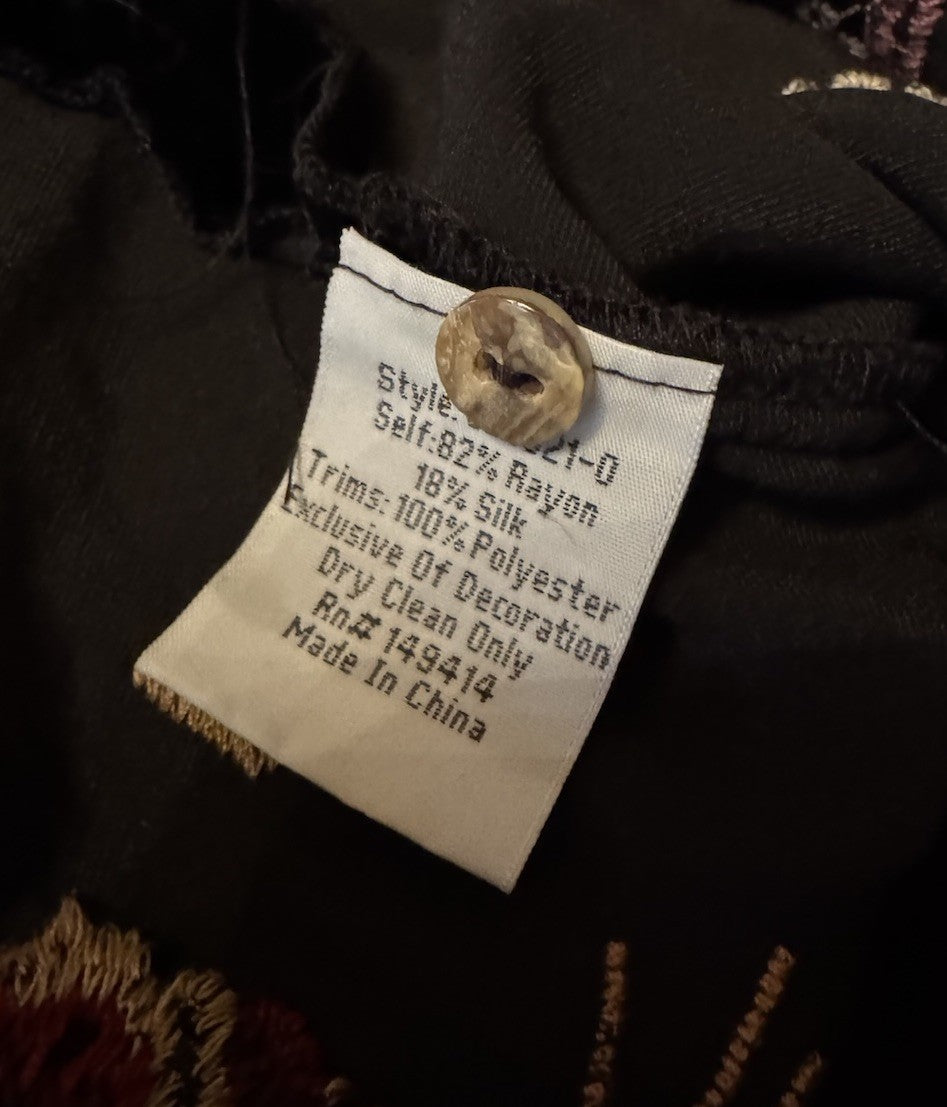 Style: 21-Q
Self:82% Rayon
18% Silk
Trims:100% Polyester
Exclusive Of Decoration
Dry Clean Only
Rn# 149414
Made In China